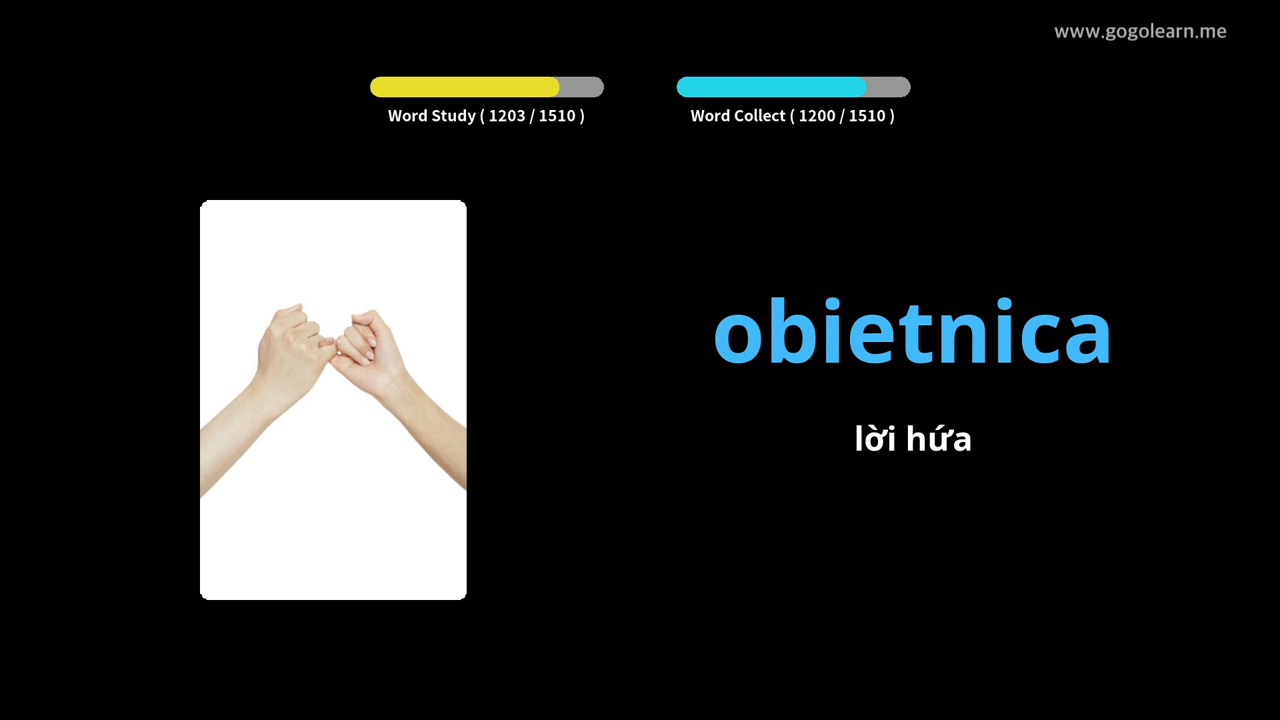 www.gogolearn.me
Word Study ( 1203 / 1510 )
Word Collect ( 1200 / 1510 )
obietnica
lời hứa